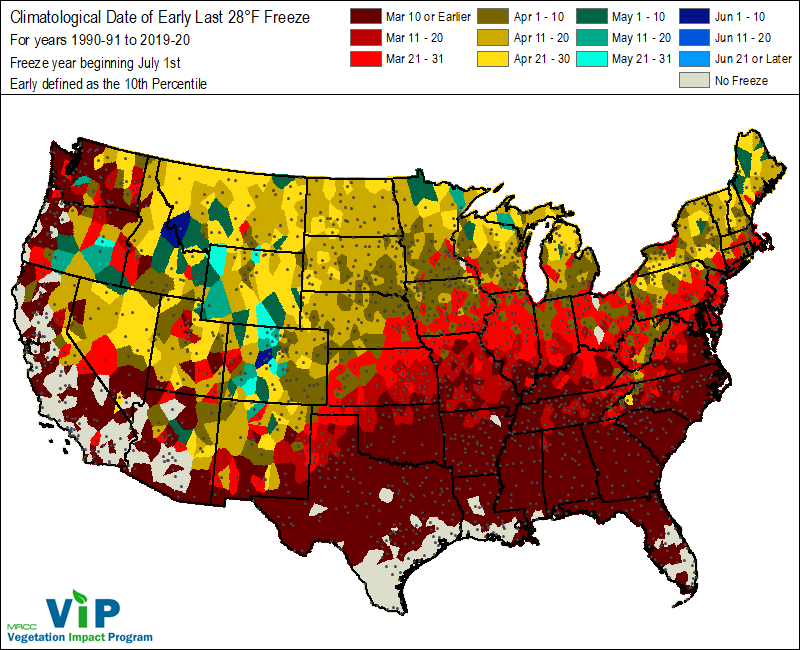 Climatological Date of Early Last 28°F Freeze
For years 1990-91 to 2019-20
Freeze year beginning July 1st
Early defined as the 10th Percentile
Mar 10 or Earlier
Mar 11 - 20
Mar 21 - 31
Apr 1 - 10
Apr 11 - 20
Apr 21 - 30
May 1 - 10
May 11 - 20
May 21 - 31
Jun 1 - 10
Jun 11 - 20
Jun 21 or Later
No Freeze
MRCC ViP
Vegetation Impact Program